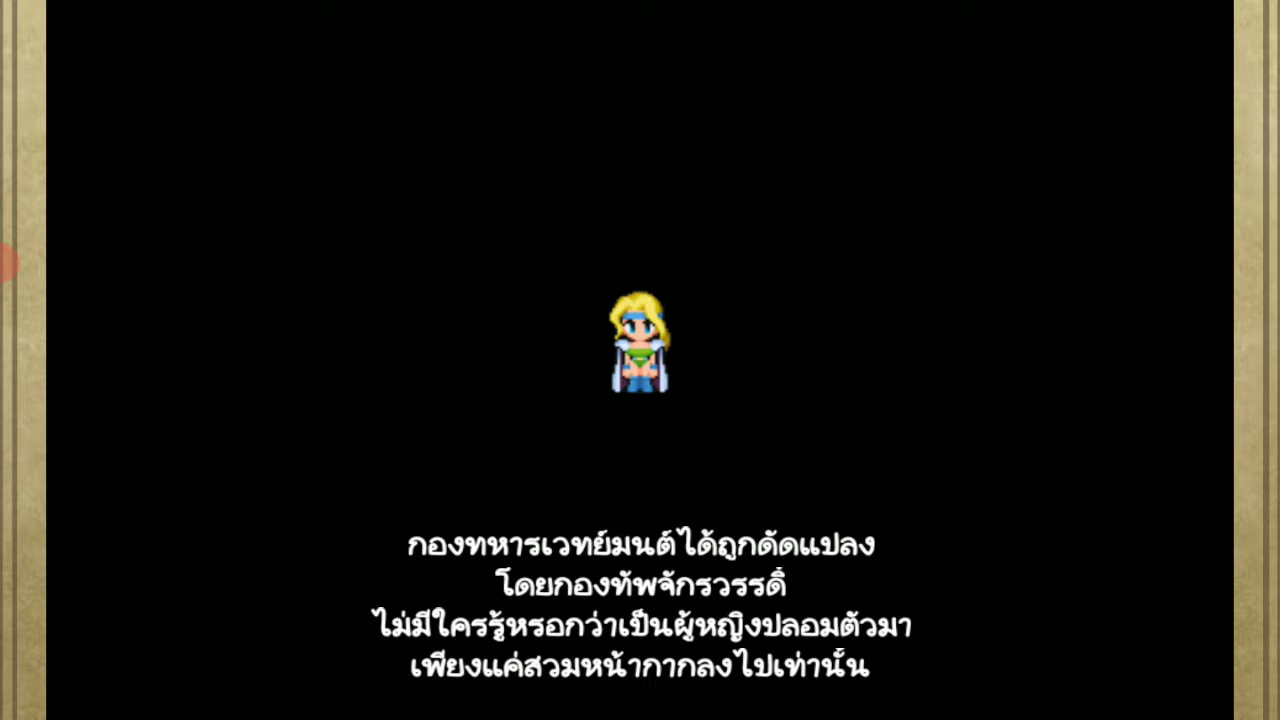 กองทหารเวทย์มนต์ได้ถูกดัดแปลง
โดยกองทัพจักรวรรดิ์
ไม่มีใครรู้หรอกว่าเป็นผู้หญิงปลอมตัวมา
เพียงแค่สวมหน้ากากลงไปเท่านั้น